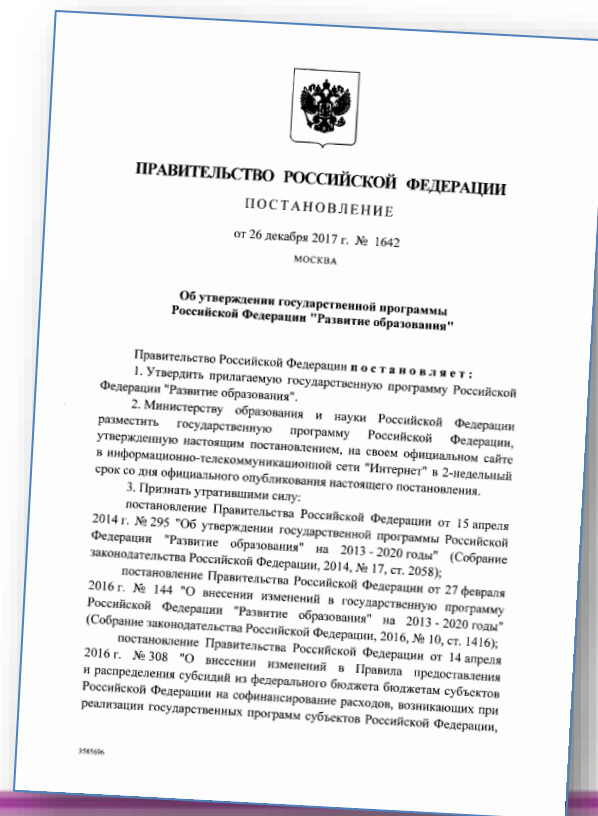 ПРАВИТЕЛЬСТВО РОССИЙСКОЙ ФЕДЕРАЦИИ
ПОСТАНОВЛЕНИЕ
от 26 декабря 2017 г. № 1642
МОСКВА
Об утверждении государственной программы
Российской Федерации "Развитие образования"
Правительство Российской Федерации постановляет:
1. Утвердить прилагаемую государственную программу Российской
Федерации "Развитие образования".
2. Министерству образования и науки Российской Федерации
разместить государственную программу Российской Федерации,
утвержденную настоящим постановлением, на своем официальном сайте
в информационно-телекоммуникационной сети "Интернет" в 2-недельный
срок со дня официального опубликования настоящего постановления.
3. Признать утратившими силу:
постановление Правительства Российской Федерации от 15 апреля
2014 г. № 295 "Об утверждении государственной программы Российской
Федерации "Развитие образования" на 2013 - 2020 годы" (Собрание
законодательства Российской Федерации, 2014, № 17, ст. 2058);
постановление Правительства Российской Федерации от 27 февраля
2016 г. № 144 "О внесении изменений в государственную программу
Российской Федерации "Развитие образования" на 2013 - 2020 годы"
(Собрание законодательства Российской Федерации, 2016, № 10, ст. 1416);
постановление Правительства Российской Федерации от 14 апреля
2016 г. № 308 "О внесении изменений в Правила предоставления
и распределения субсидий из федерального бюджета бюджетам субъектов
Российской Федерации на софинансирование расходов, возникающих при
реализации государственных программ субъектов Российской Федерации,
3585696